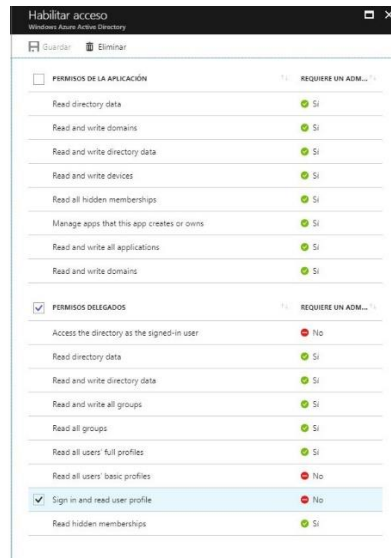 Habilitar acceso
Windows Azure Active Directory
Guardar Eliminar
PERMISOS DE LA APLICACIÓN REQUIERE UN ADM...
Read directory data Sí
Read and write domains Sí
Read and write directory data Sí
Read and write devices Sí
Read all hidden memberships Sí
Manage apps that this app creates or owns Sí
Read and write all applications Sí
Read and write domains Sí
PERMISOS DELEGADOS REQUIERE UN ADM...
Access the directory as the signed-in user No
Read directory data Sí
Read and write directory data Sí
Read and write all groups Sí
Read all groups Sí
Read all users' full profiles Sí
Read all users' basic profiles No
Sign in and read user profile No
Read hidden memberships Sí